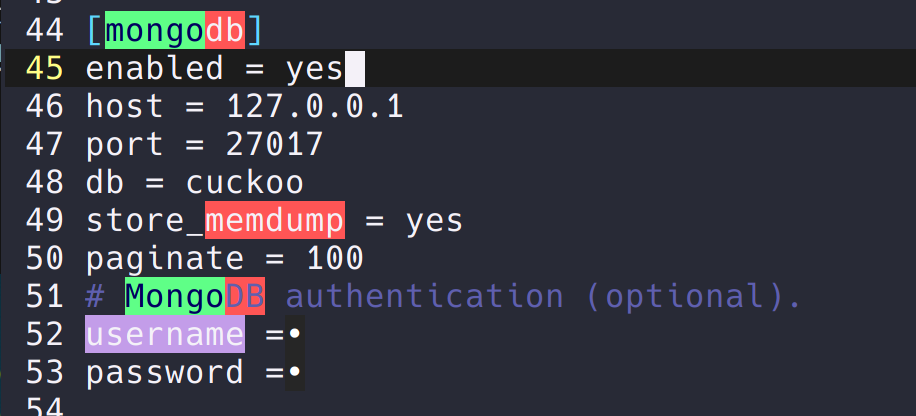 44 [mongodb]
45 enabled = yes
46 host = 127.0.0.1
47 port = 27017
48 db = cuckoo
49 store_memdump = yes
50 paginate = 100
51 # MongoDB authentication (optional).
52 username =•
53 password =•
54